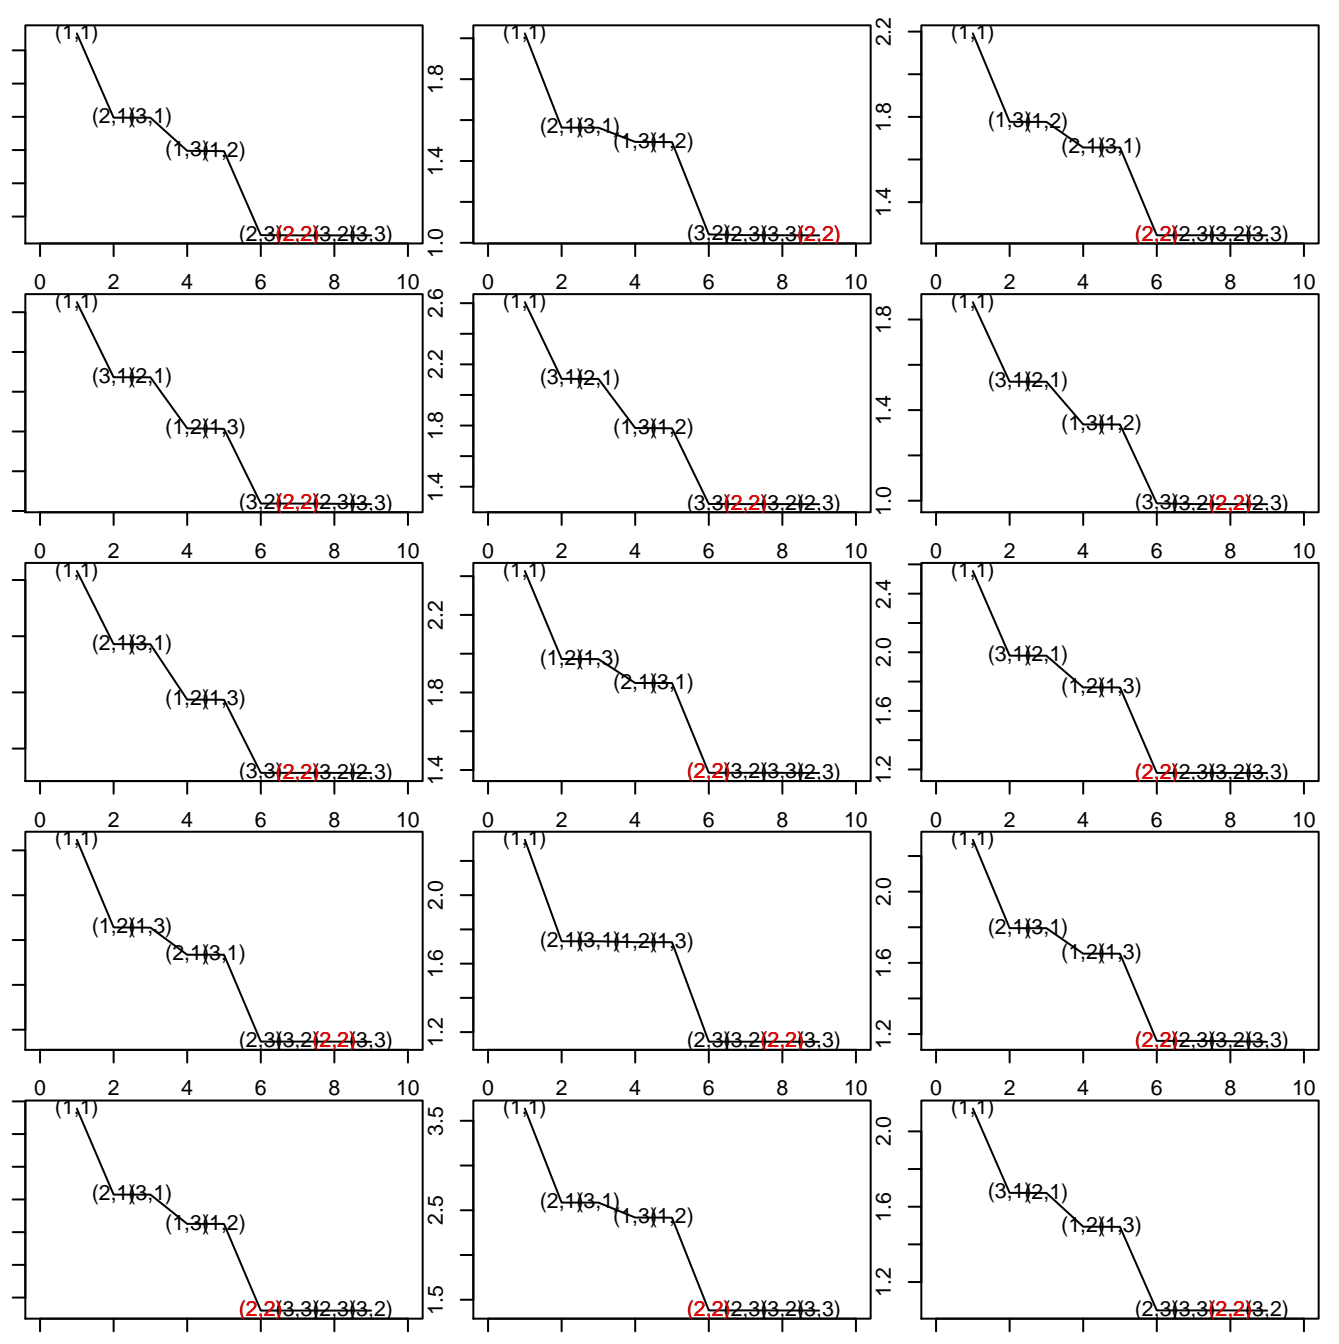 (1,1) (1,1) 2.2 (1,1)
1.8 1.8
(2,1)(3,1) (2,1)(3,1) (1,3)(1,2)
(1,3)(1,2) 1.4 (1,3)(1,2) (2,1)(3,1)
1.4
(2,3)(2,2)(3,2)(3,3) 1.0 (3,2)(2,3)(3,3)(2,2) (2,2)(2,3)(3,2)(3,3)
0 2 4 6 8 10 0 2 4 6 8 10 0 2 4 6 8 10
(1,1) 2.6 (1,1) (1,1)
1.8
2.2
(3,1)(2,1) (3,1)(2,1) (3,1)(2,1)
(1,2)(1,3) 1.8 (1,3)(1,2) 1.4 (1,3)(1,2)
1.4
(3,2)(2,2)(2,3)(3,3) (3,3)(2,2)(3,2)(2,3) 1.0 (3,3)(3,2)(2,2)(2,3)
0 2 4 6 8 10 0 2 4 6 8 10 0 2 4 6 8 10
(1,1) (1,1) (1,1)
2.2 2.4
(2,1)(3,1) (1,2)(1,3) 2.0 (3,1)(2,1)
(1,2)(1,3) 1.8 (2,1)(3,1) 1.6 (1,2)(1,3)
(3,3)(2,2)(3,2)(2,3) 1.4 (2,2)(3,2)(3,3)(2,3) 1.2 (2,2)(2,3)(3,2)(3,3)
0 2 4 6 8 10 0 2 4 6 8 10 0 2 4 6 8 10
(1,1) (1,1) (1,1)
2.0 2.0
(1,2)(1,3) (2,1)(3,1)(1,2)(1,3) (2,1)(3,1)
(2,1)(3,1) 1.6 1.6 (1,2)(1,3)
(2,3)(3,2)(2,2)(3,3) 1.2 (2,3)(3,2)(2,2)(3,3) 1.2 (2,2)(2,3)(3,2)(3,3)
0 2 4 6 8 10 0 2 4 6 8 10 0 2 4 6 8 10
(1,1) 3.5 (1,1) 2.0 (1,1)
(2,1)(3,1) 2.5 (2,1)(3,1) 1.6 (3,1)(2,1)
(1,3)(1,2) (1,3)(1,2) (1,2)(1,3)
1.2
(2,2)(3,3)(2,3)(3,2) 1.5 (2,2)(2,3)(3,2)(3,3) (2,3)(3,3)(2,2)(3,2)